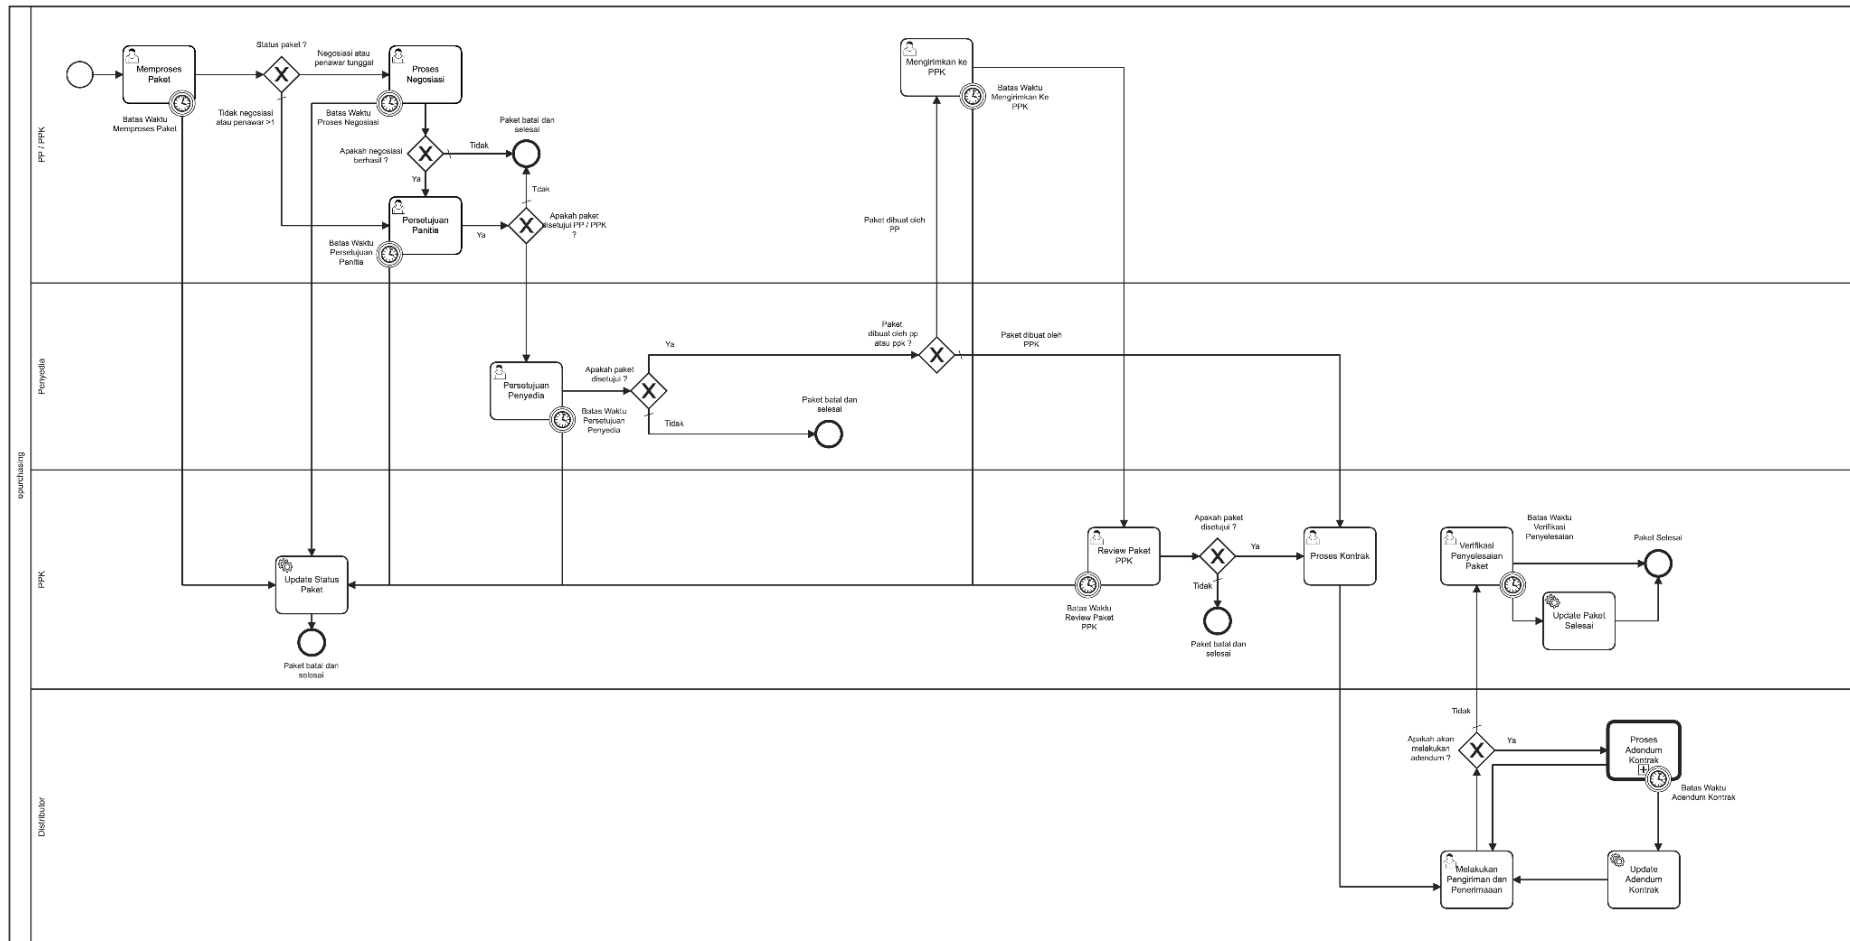 epurchasing
PP / PPK
Memproses
Paket
Batas Waktu
Memproses Paket
Status paket ?
Negosiasi atau
penawar tunggal
Tidak negosiasi
atau penawar >1
Proses
Negosiasi
Batas Waktu
Proses Negosiasi
Apakah negosiasi
berhasil ?
Tidak
Paket batal dan
selesai
Ya
Tdak
Persetujuan
Panitia
Batas Waktu
Persetujuan
Panitia
Ya
Apakah paket
disetujui PP / PPK
?
Mengirimkan ke
PPK
Batas Waktu
Mengirimkan Ke
PPK
Paket dibuat oleh
PP
Penyedia
Persetujuan
Penyedia
Batas Waktu
Persetujuan
Penyedia
Apakah paket
disetujui ?
Ya
Tidak
Paket batal dan
selesai
Paket
dibuat oleh pp
atau ppk ?
Paket dibuat oleh
PPK
PPK
Update Status
Paket
Paket batal dan
selesai
Review Paket
PPK
Batas Waktu
Review Paket
PPK
Apakah paket
disetujui ?
Ya
Tidak
Paket batal dan
selesai
Proses Kontrak
Verifikasi
Penyelesaian
Paket
Batas Waktu
Verifikasi
Penyelesaian
Paket Selesai
Update Paket
Selesai
Distributor
Tidak
Apakah akan
melakukan
adendum ?
Ya
Proses
Adendum
Kontrak
Batas Waktu
Adendum Kontrak
Melakukan
Pengiriman dan
Penerimaaan
Update
Adendum
Kontrak